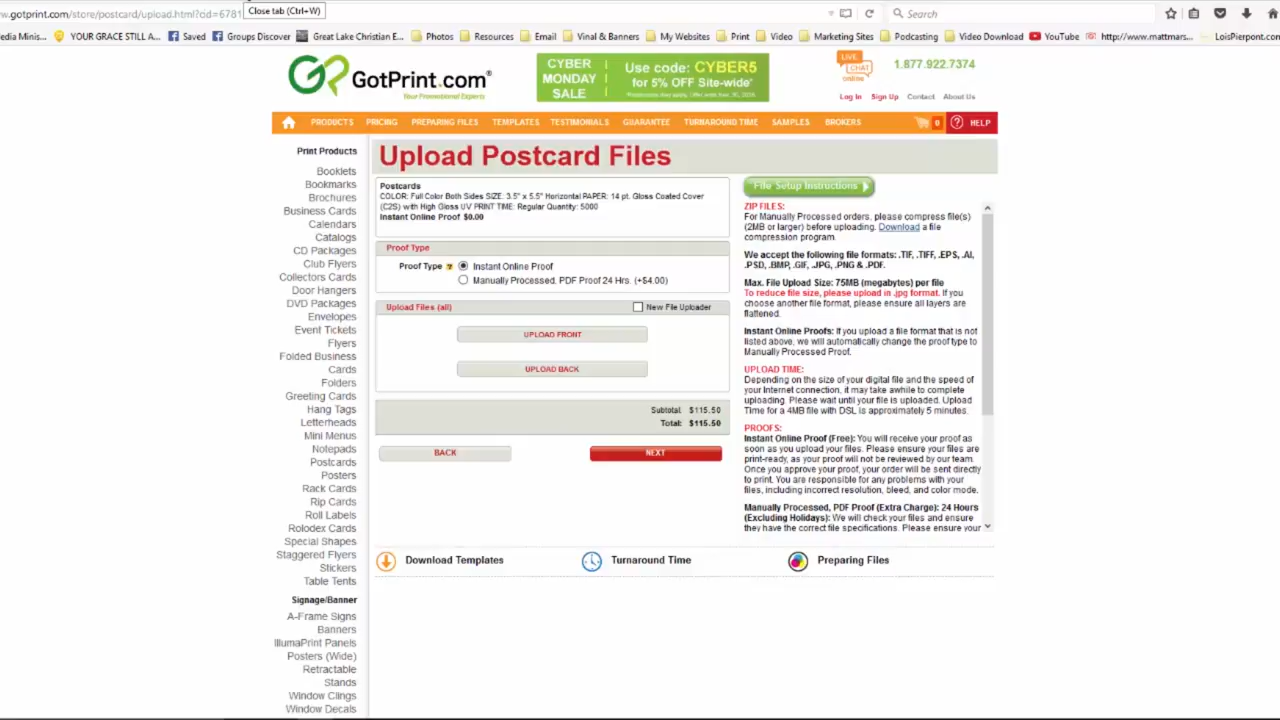 w.gotprint.com/store/postcard/upload.html?cid=6781
Close tab (Ctrl+W)
Search
edia Minis...
YOUR GRACE STILL A...
Saved
Groups Discover
Great Lake Christian E...
Photos
Resources
Email
Vinal & Banners
My Websites
Print
Video
Marketing Sites
Podcasting
Video Download
YouTube
http://www.mattmars...
LoisPierpont.com
GotPrint.com®
Your Promotional Experts
CYBER
MONDAY
SALE
Use code: CYBER5
for 5% OFF Site-wide*
LIVE
CHAT
online
1.877.922.7374
Log In Sign Up Contact About Us
PRODUCTS PRICING PREPARING FILES TEMPLATES TESTIMONIALS GUARANTEE TURNAROUND TIME SAMPLES BROKERS 0 HELP
Print Products
Booklets
Bookmarks
Brochures
Business Cards
Calendars
Catalogs
CD Packages
Club Flyers
Collectors Cards
Door Hangers
DVD Packages
Envelopes
Event Tickets
Flyers
Folded Business
Cards
Folders
Greeting Cards
Hang Tags
Letterheads
Mini Menus
Notepads
Postcards
Posters
Rack Cards
Rip Cards
Roll Labels
Rolodex Cards
Special Shapes
Staggered Flyers
Stickers
Table Tents
Signage/Banner
A-Frame Signs
Banners
IllumaPrint Panels
Posters (Wide)
Retractable
Stands
Window Clings
Window Decals
Upload Postcard Files
Postcards
COLOR: Full Color Both Sides SIZE: 3.5" x 5.5" Horizontal PAPER: 14 pt. Gloss Coated Cover
(C2S) with High Gloss UV PRINT TIME: Regular Quantity: 5000
Instant Online Proof $0.00
Proof Type
Proof Type Instant Online Proof
Manually Processed. PDF Proof 24 Hrs. (+$4.00)
Upload Files (all) New File Uploader
UPLOAD FRONT
UPLOAD BACK
Subtotal: $115.50
Total: $115.50
BACK
NEXT
File Setup Instructions
ZIP FILES:
For Manually Processed orders, please compress file(s)
(2MB or larger) before uploading. Download a file
compression program.
We accept the following file formats: .TIF, .TIFF, .EPS, .AI,
.PSD, .BMP, .GIF, .JPG, .PNG & .PDF.
Max. File Upload Size: 75MB (megabytes) per file
To reduce file size, please upload in .jpg format. If you
choose another file format, please ensure all layers are
flattened.
Instant Online Proofs: If you upload a file format that is not
listed above, we will automatically change the proof type to
Manually Processed Proof.
UPLOAD TIME:
Depending on the size of your digital file and the speed of
your Internet connection, it may take awhile to complete
uploading. Please wait until your file is uploaded. Upload
Time for a 4MB file with DSL is approximately 5 minutes.
PROOFS:
Instant Online Proof (Free): You will receive your proof as
soon as you upload your files. Please ensure your files are
print-ready, as your proof will not be reviewed by our team.
Once you approve your proof, your order will be sent directly
to print. You are responsible for any problems with your
files, including incorrect resolution, bleed, and color mode.
Manually Processed, PDF Proof (Extra Charge): 24 Hours
(Excluding Holidays): We will check your files and ensure
they have the correct file specifications. Please ensure your
Download Templates
Turnaround Time
Preparing Files